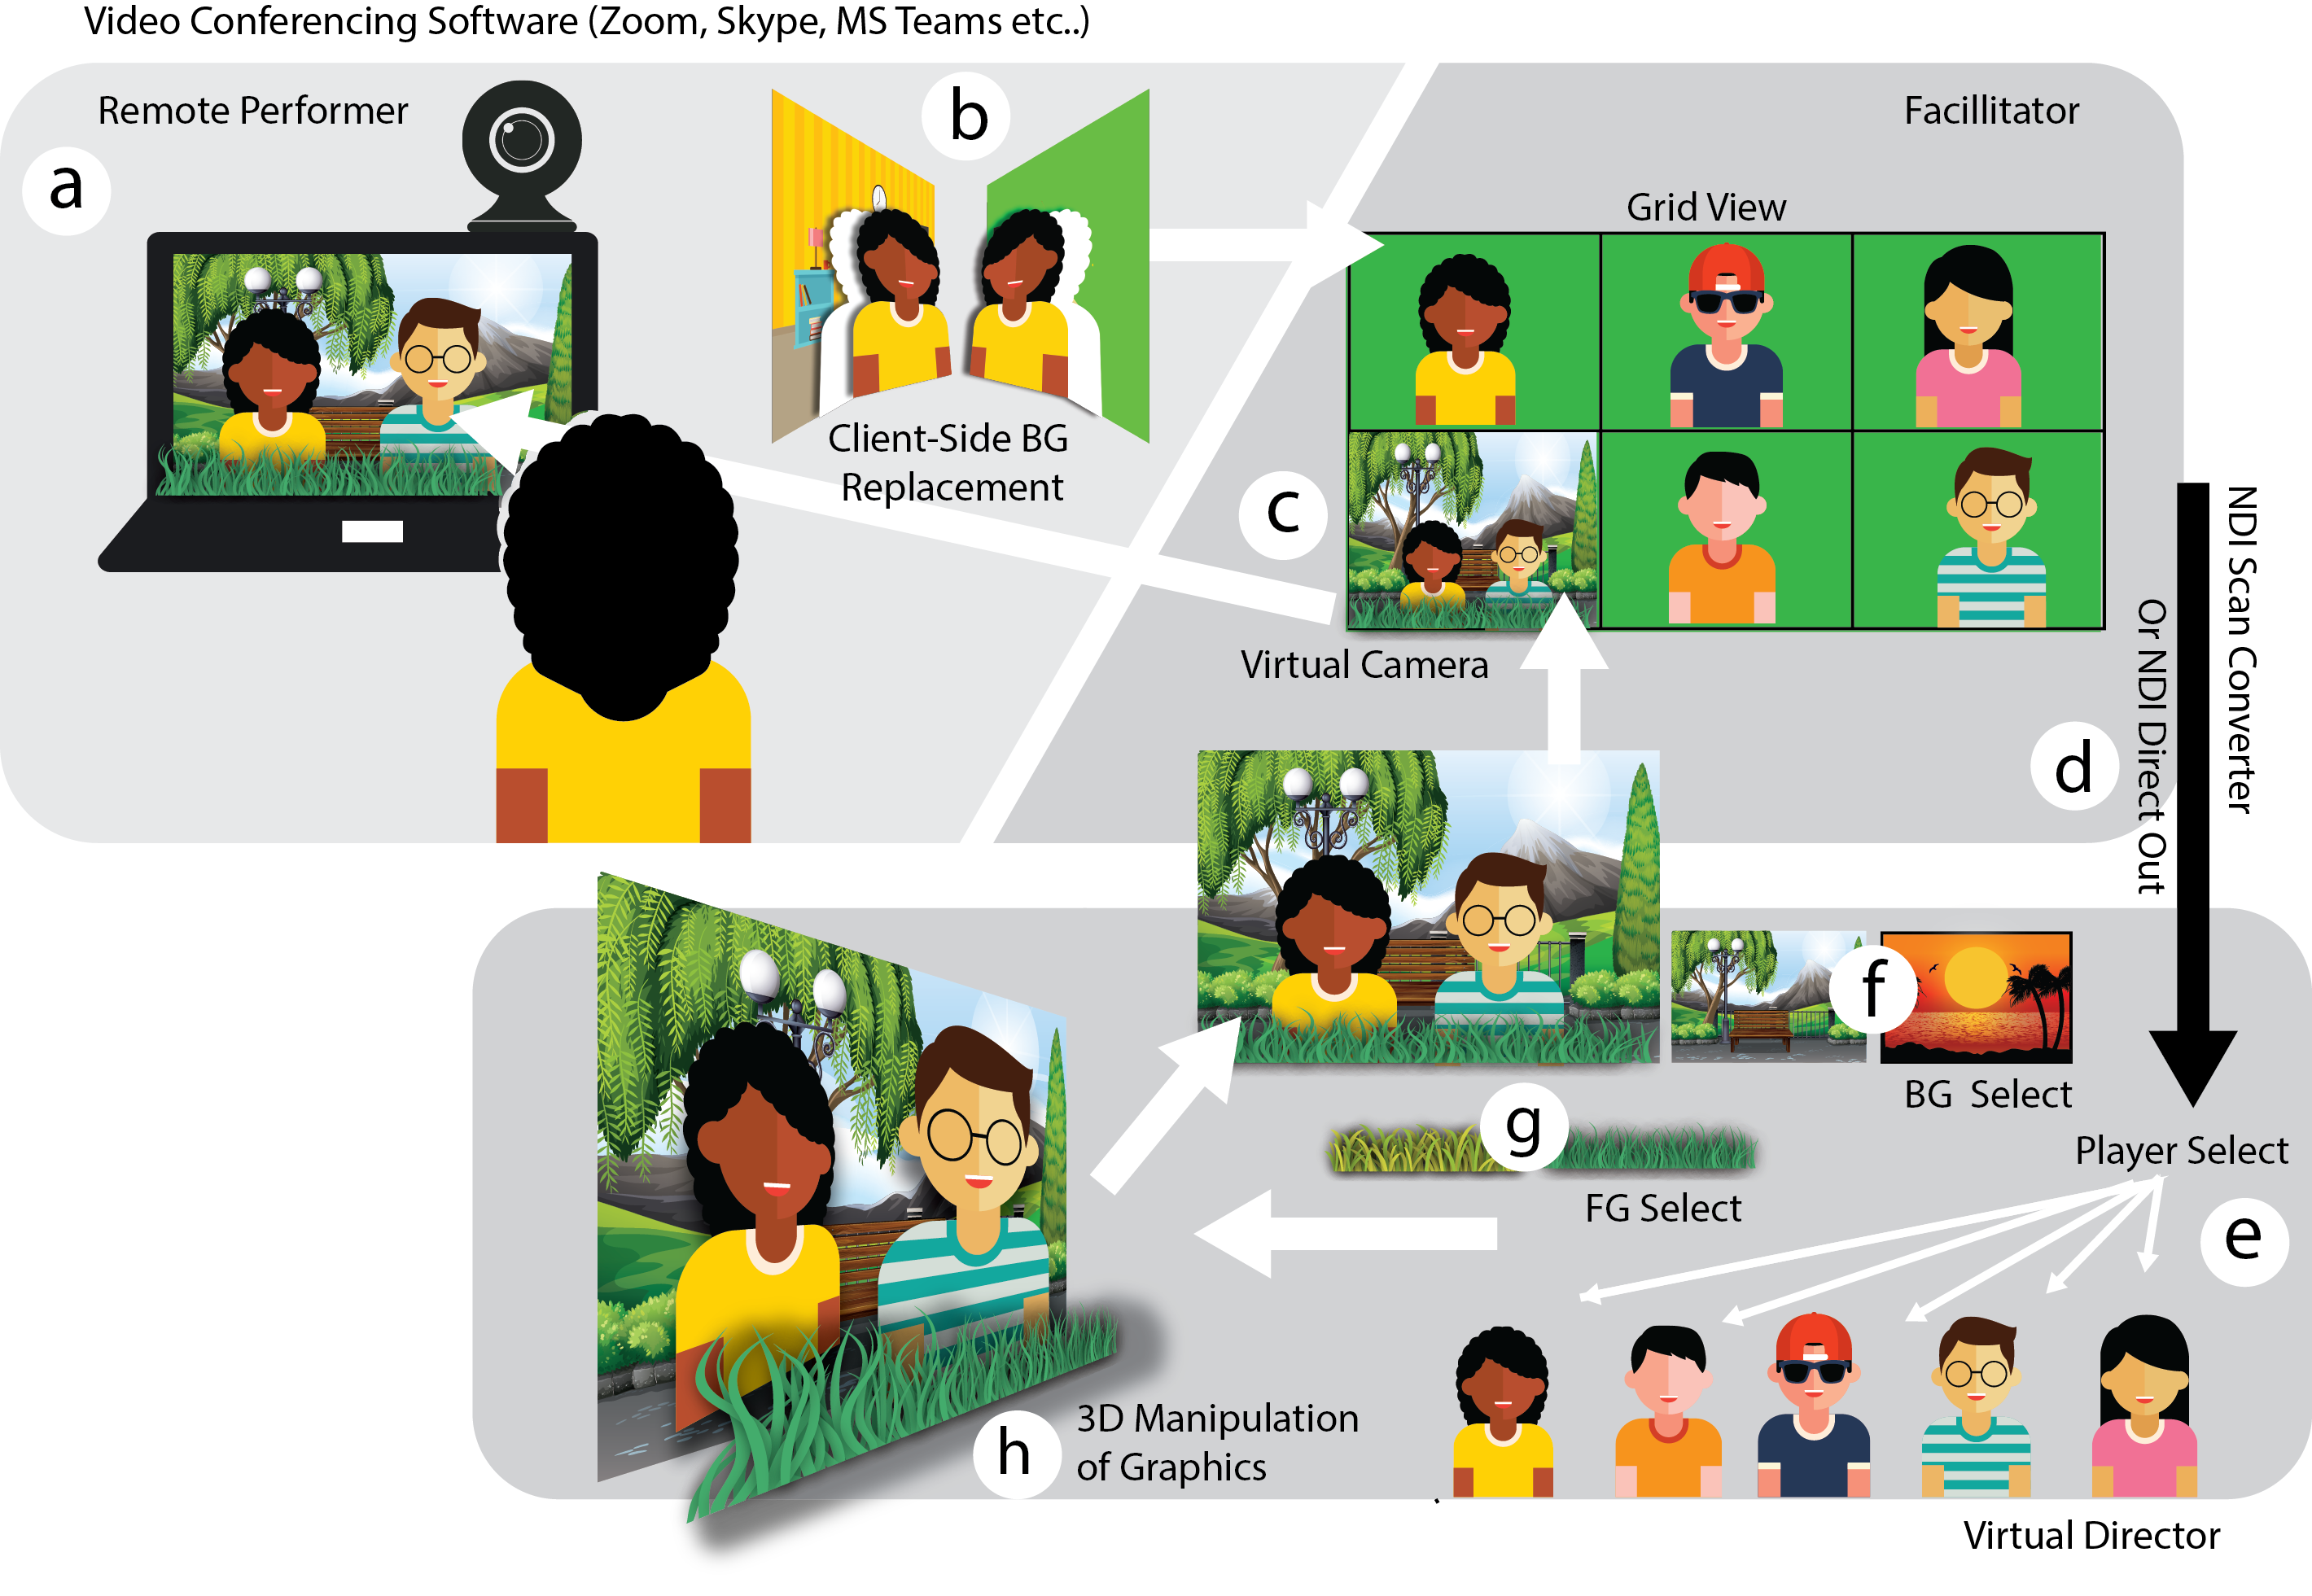 Video Conferencing Software (Zoom, Skype, MS Teams etc..)
Remote Performer
a
b
Client-Side BG
Replacement
Facillitator
Grid View
c
Virtual Camera
d
NDI Scan Converter
Or NDI Direct Out
f
BG Select
g
FG Select
Player Select
e
h
3D Manipulation
of Graphics
Virtual Director